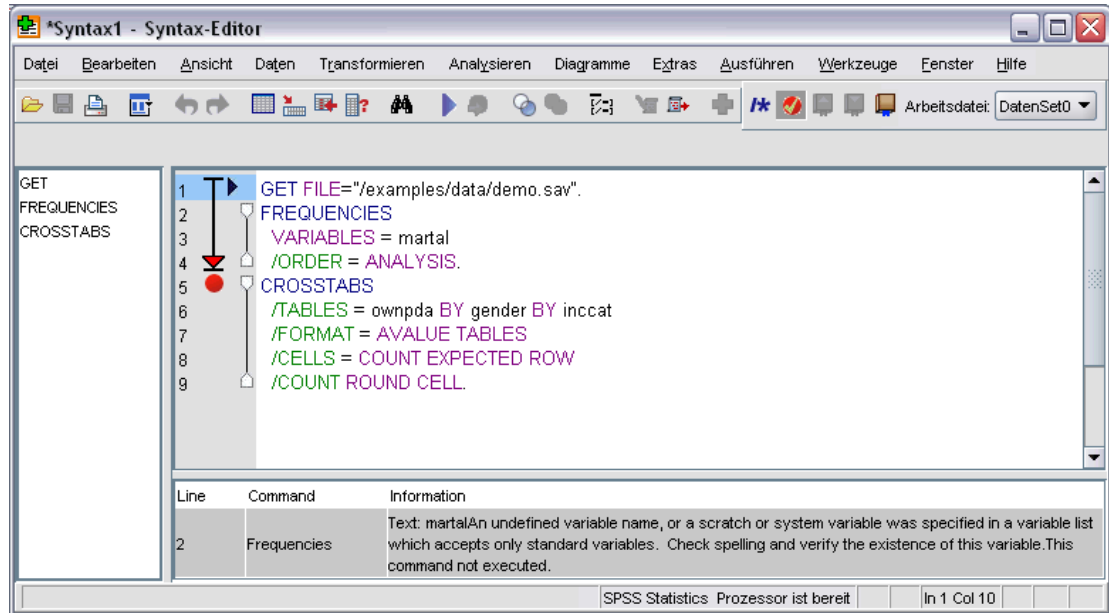 *Syntax1 - Syntax-Editor
Datei Bearbeiten Ansicht Daten Transformieren Analysieren Diagramme Extras Ausführen Werkzeuge Fenster Hilfe
Arbeitsdatei: DatenSet0
GET
FREQUENCIES
CROSSTABS
1 GET FILE="/examples/data/demo.sav".
2 FREQUENCIES
3 VARIABLES = martal
4 /ORDER = ANALYSIS.
5 CROSSTABS
6 /TABLES = ownpda BY gender BY inccat
7 /FORMAT = AVALUE TABLES
8 /CELLS = COUNT EXPECTED ROW
9 /COUNT ROUND CELL.
Line Command Information
2 Frequencies Text: martalAn undefined variable name, or a scratch or system variable was specified in a variable list
which accepts only standard variables. Check spelling and verify the existence of this variable.This
command not executed.
SPSS Statistics Prozessor ist bereit In 1 Col 10